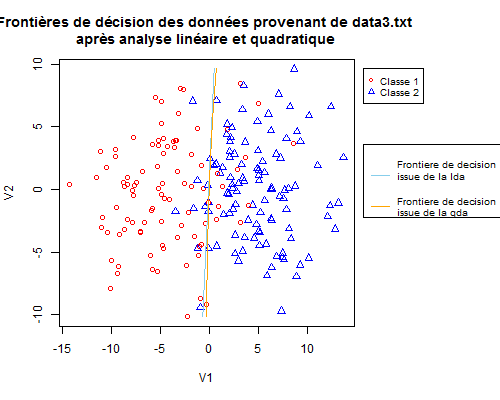 Frontières de décision des données provenant de data3.txt
après analyse linéaire et quadratique
Classe 1
Classe 2
Frontiere de decision
issue de la lda
Frontiere de decision
issue de la qda
V2
10
5
0
-5
-10
-15
-10
-5
0
5
10
V1